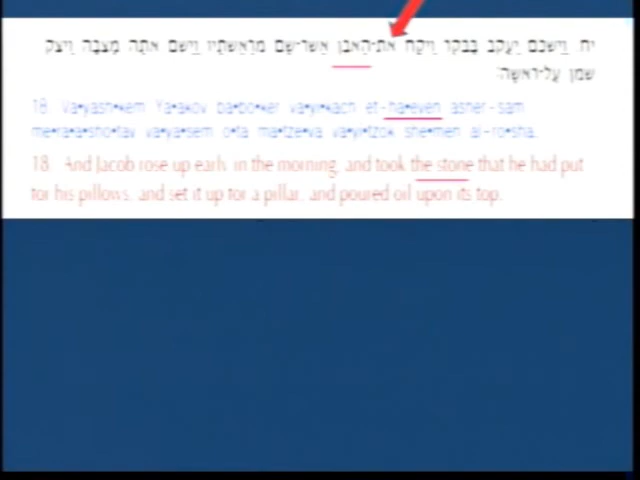 יח. וַיַּשְׁכֵּם יַעֲקֹב בַּבֹּקֶר וַיִּקַּח אֶת־הָאֶבֶן אֲשֶׁר־שָׂם מְרַאֲשֹׁתָיו וַיָּשֶׂם אֹתָהּ מַצֵּבָה וַיִּצֹק
שֶׁמֶן עַל־רֹאשָׁהּ׃
18. Va•yash•kem Ya•akov ba•bo•ker va•yi•kach et-ha•even asher-sam
me•ra•a•sho•tav va•ya•sem o•ta ma•tze•va va•yi•tzok she•men al-ro•sha.
18. And Jacob rose up early in the morning, and took the stone that he had put
for his pillows, and set it up for a pillar, and poured oil upon its top.